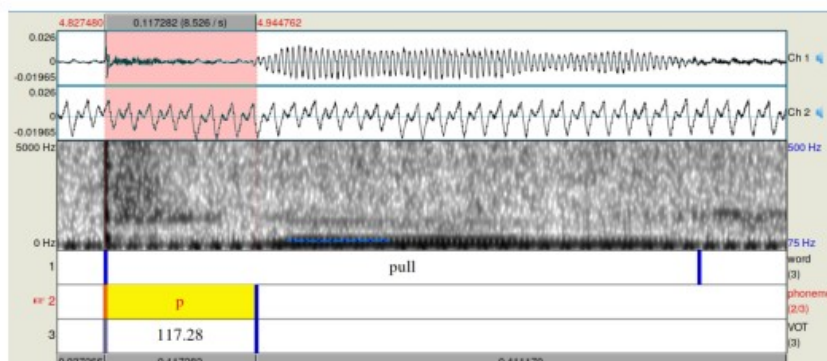 4.827480 0.117282 (8.526 / s) 4.944762
0.026
0
-0.01965
Ch 1
0.026
0
-0.01965
Ch 2
5000 Hz 500 Hz
0 Hz 75 Hz
1 pull word
(3)
2 p phoneme
(2/3)
3 117.28 VOT
(3)